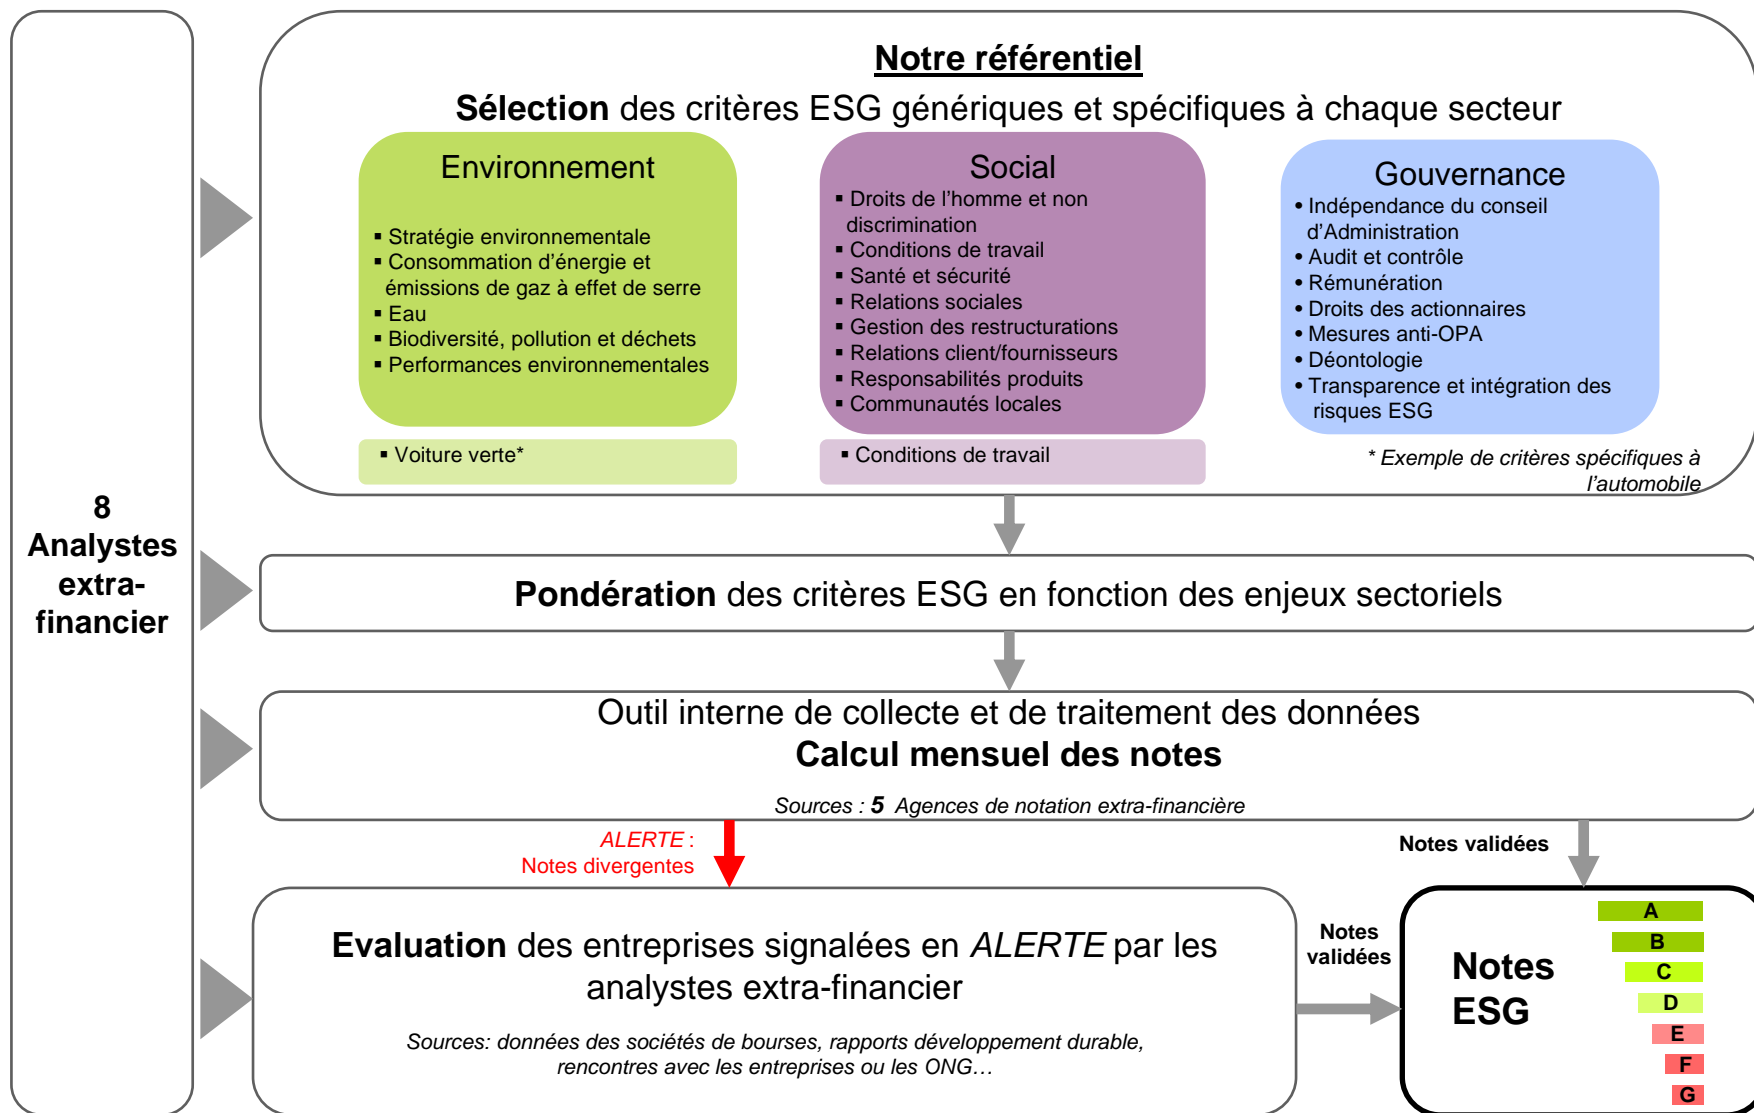 8
Analystes
extra-
financier
Notre référentiel
Sélection des critères ESG génériques et spécifiques à chaque secteur
Environnement
▪ Stratégie environnementale
▪ Consommation d'énergie et
émissions de gaz à effet de serre
▪ Eau
▪ Biodiversité, pollution et déchets
▪ Performances environnementales
▪ Voiture verte*
Social
▪ Droits de l'homme et non
discrimination
▪ Conditions de travail
▪ Santé et sécurité
▪ Relations sociales
▪ Gestion des restructurations
▪ Relations client/fournisseurs
▪ Responsabilités produits
▪ Communautés locales
▪ Conditions de travail
Gouvernance
• Indépendance du conseil
d'Administration
• Audit et contrôle
• Rémunération
• Droits des actionnaires
• Mesures anti-OPA
• Déontologie
• Transparence et intégration des
risques ESG
* Exemple de critères spécifiques à
l'automobile
Pondération des critères ESG en fonction des enjeux sectoriels
Outil interne de collecte et de traitement des données
Calcul mensuel des notes
Sources : 5 Agences de notation extra-financière
ALERTE :
Notes divergentes
Notes validées
Evaluation des entreprises signalées en ALERTE par les
analystes extra-financier
Sources: données des sociétés de bourses, rapports développement durable,
rencontres avec les entreprises ou les ONG…
Notes
validées
Notes
ESG
A
B
C
D
E
F
G